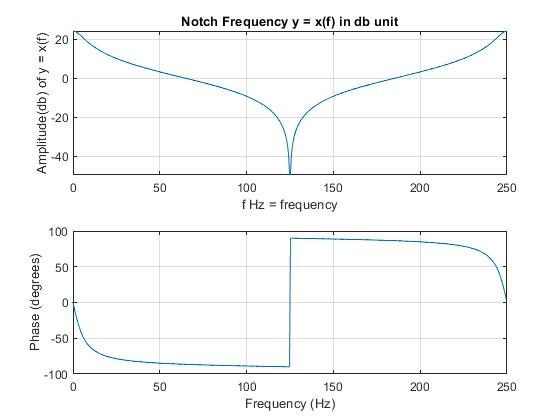 Notch Frequency y = x(f) in db unit
Amplitude(db) of y = x(f)
20
0
-20
-40
0 50 100 150 200 250
f Hz = frequency
Phase (degrees)
100
50
0
-50
-100
0 50 100 150 200 250
Frequency (Hz)